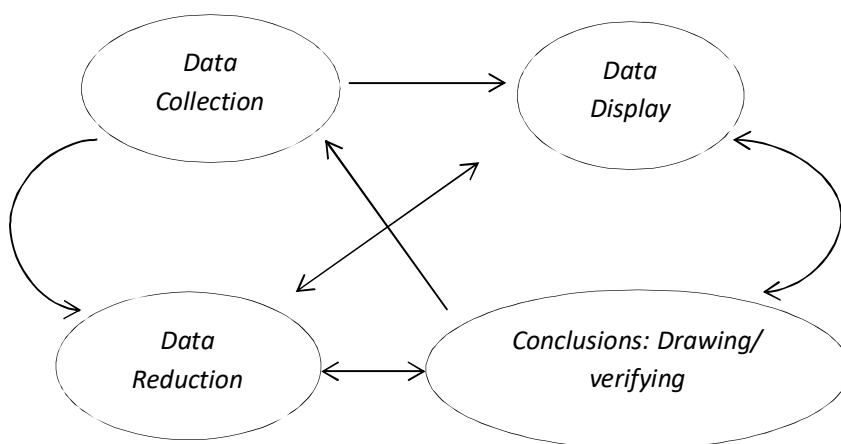 Data
Collection
Data
Display
Data
Reduction
Conclusions: Drawing/
verifying